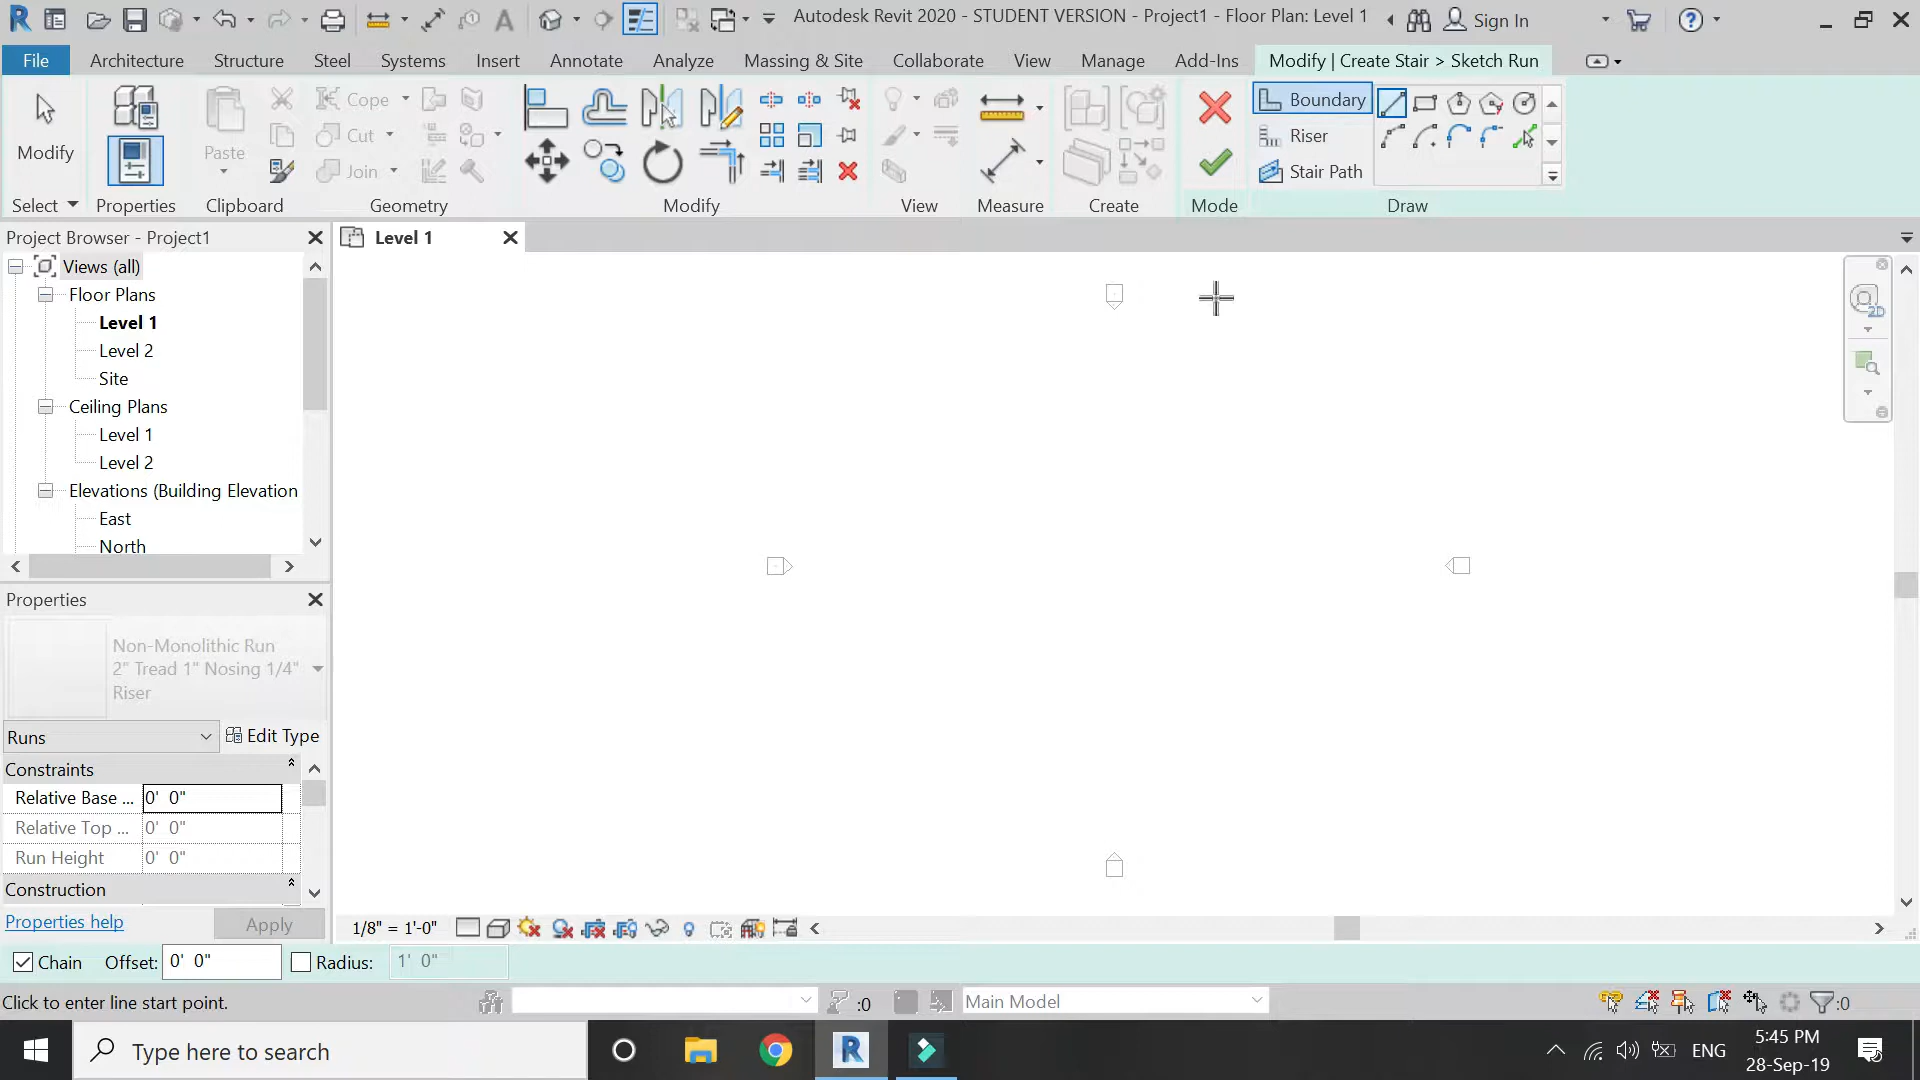 Autodesk Revit 2020 - STUDENT VERSION - Project1 - Floor Plan: Level 1
Sign In
File
Architecture
Structure
Steel
Systems
Insert
Annotate
Analyze
Massing & Site
Collaborate
View
Manage
Add-Ins
Modify | Create Stair > Sketch Run
Modify
Paste
Cope
Cut
Join
Boundary
Riser
Stair Path
Select
Properties
Clipboard
Geometry
Modify
View
Measure
Create
Mode
Draw
Project Browser - Project1
Level 1
Views (all)
Floor Plans
Level 1
Level 2
Site
Ceiling Plans
Level 1
Level 2
Elevations (Building Elevation
East
North
2D
Properties
Non-Monolithic Run
2" Tread 1" Nosing 1/4"
Riser
Runs
Edit Type
Constraints
Relative Base ... 0' 0"
Relative Top ... 0' 0"
Run Height 0' 0"
Construction
Properties help
Apply
1/8" = 1'-0"
Chain Offset: 0' 0" Radius: 1' 0"
Click to enter line start point.
:0
Main Model
:0
Type here to search
ENG
5:45 PM
28-Sep-19